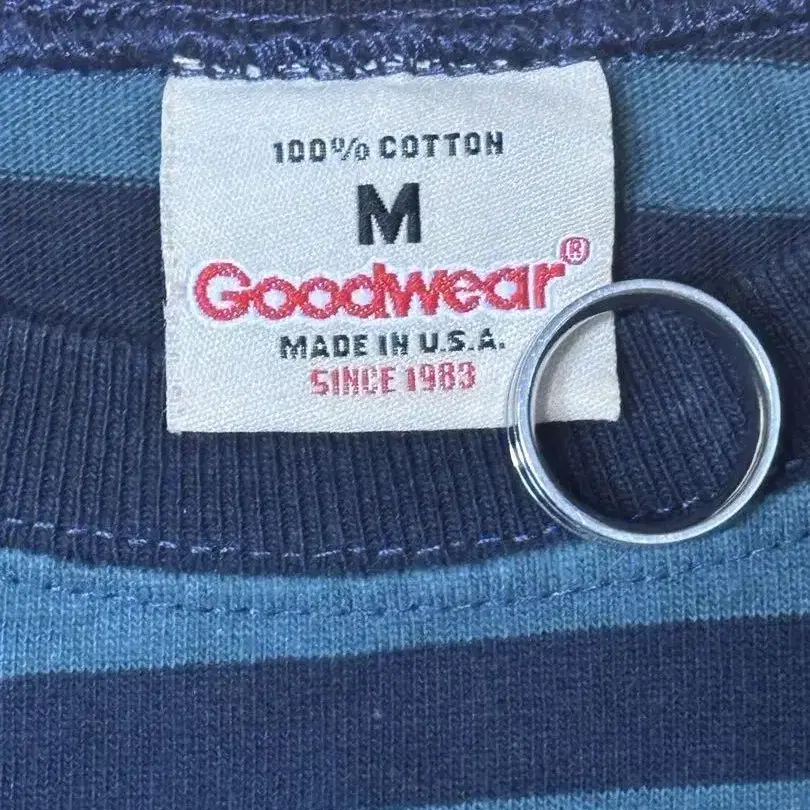 100% COTTON
M
Goodwear®
MADE IN U.S.A.
SINCE 1983